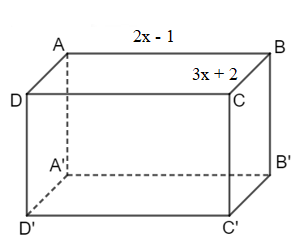 2x - 1
A B
3x + 2
D C
A' B'
D' C'